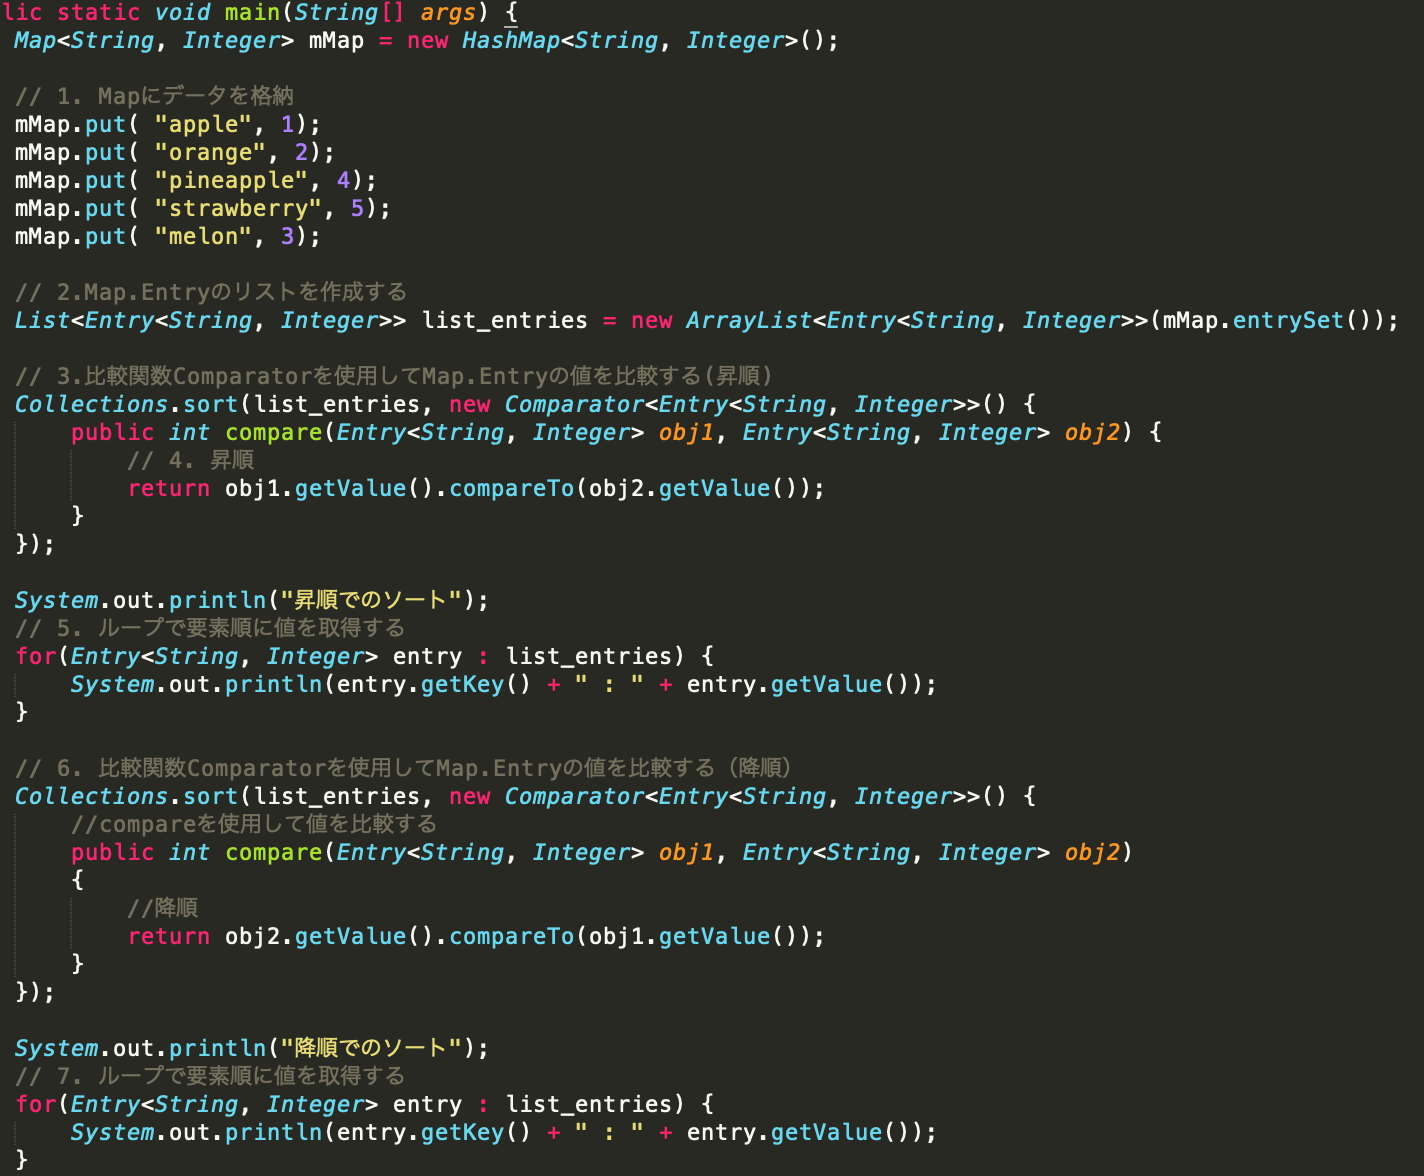 lic static void main(String[] args) {
Map<String, Integer> mMap = new HashMap<String, Integer>();
// 1. Mapにデータを格納
mMap.put( "apple", 1);
mMap.put( "orange", 2);
mMap.put( "pineapple", 4);
mMap.put( "strawberry", 5);
mMap.put( "melon", 3);
// 2.Map.Entryのリストを作成する
List<Entry<String, Integer>> list_entries = new ArrayList<Entry<String, Integer>>(mMap.entrySet());
// 3.比較関数Comparatorを使用してMap.Entryの値を比較する(昇順)
Collections.sort(list_entries, new Comparator<Entry<String, Integer>>() {
public int compare(Entry<String, Integer> obj1, Entry<String, Integer> obj2) {
// 4. 昇順
return obj1.getValue().compareTo(obj2.getValue());
}
});
System.out.println("昇順でのソート");
// 5. ループで要素順に値を取得する
for(Entry<String, Integer> entry : list_entries) {
System.out.println(entry.getKey() + " : " + entry.getValue());
}
// 6. 比較関数Comparatorを使用してMap.Entryの値を比較する（降順）
Collections.sort(list_entries, new Comparator<Entry<String, Integer>>() {
//compareを使用して値を比較する
public int compare(Entry<String, Integer> obj1, Entry<String, Integer> obj2)
{
//降順
return obj2.getValue().compareTo(obj1.getValue());
}
});
System.out.println("降順でのソート");
// 7. ループで要素順に値を取得する
for(Entry<String, Integer> entry : list_entries) {
System.out.println(entry.getKey() + " : " + entry.getValue());
}